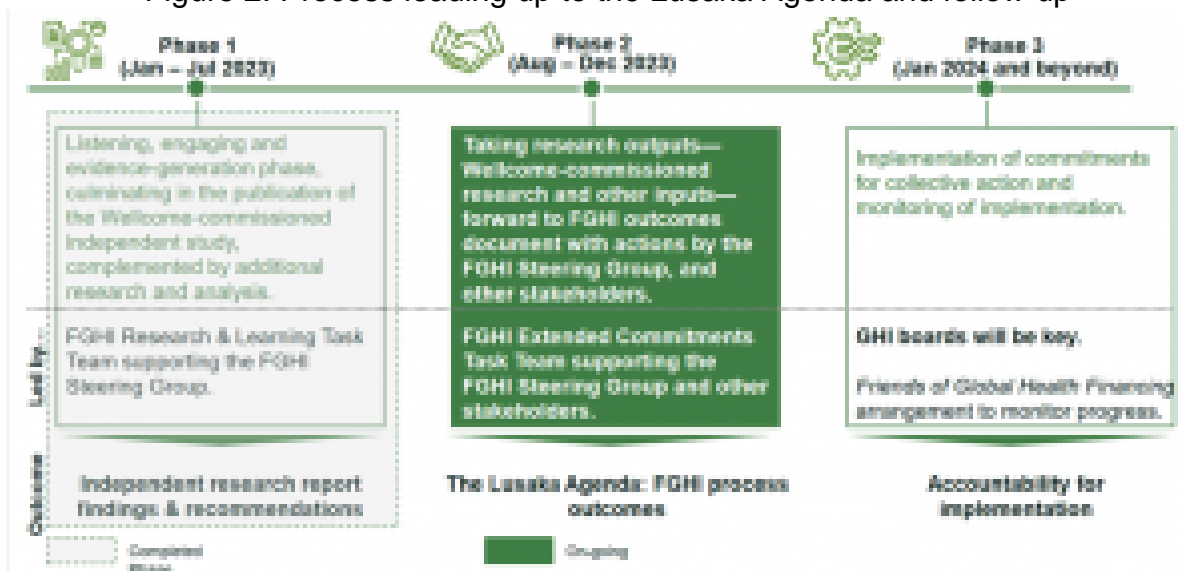 Figure 2: Process leading up to the Lusaka Agenda and follow-up
Phase 1
(Jan – Jul 2023)
Phase 2
(Aug – Dec 2023)
Phase 3
(Jan 2024 and beyond)
Listening, engaging and
evidence-generation phase,
culminating in the publication of
the Wellcome-commissioned
independent study,
complemented by additional
research and analysis.
Taking research outputs—
Wellcome-commissioned
research and other inputs—
forward to FGHI outcomes
document with actions by the
FGHI Steering Group, and
other stakeholders.
Implementation of commitments
for collective action and
monitoring of implementation.
Led by
FGHI Research & Learning Task
Team supporting the FGHI
Steering Group.
FGHI Extended Commitments
Task Team supporting the
FGHI Steering Group and other
stakeholders.
GHI boards will be key.
Friends of Global Health Financing
arrangement to monitor progress.
Outcome
Independent research report
findings & recommendations
The Lusaka Agenda: FGHI process
outcomes
Accountability for
implementation
Completed
Phase
On-going